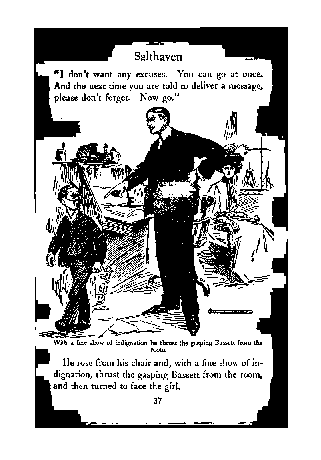 Salthaven
"I don't want any excuses. You can go at once.
And the next time you are told to deliver a message,
please don't forget. Now go."
With a fine show of indignation he thrust the gasping Bassett from the
room
He rose from his chair and, with a fine show of in-
dignation, thrust the gasping Bassett from the room,
and then turned to face the girl.
37